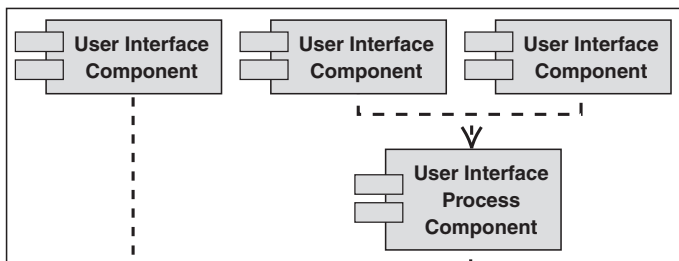 User Interface
Component
User Interface
Component
User Interface
Component
User Interface
Process
Component